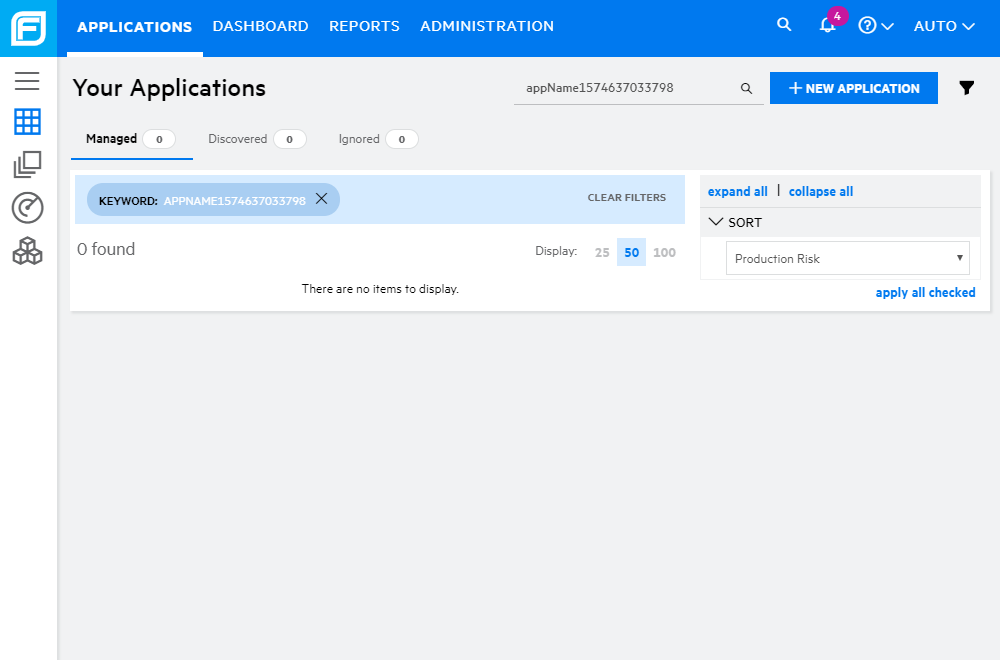 APPLICATIONS DASHBOARD REPORTS ADMINISTRATION 4 AUTO
Your Applications appName1574637033798 NEW APPLICATION
Managed 0 Discovered 0 Ignored 0
KEYWORD: APPNAME1574637033798 CLEAR FILTERS
expand all | collapse all
SORT
0 found Display: 25 50 100
Production Risk
There are no items to display.
apply all checked